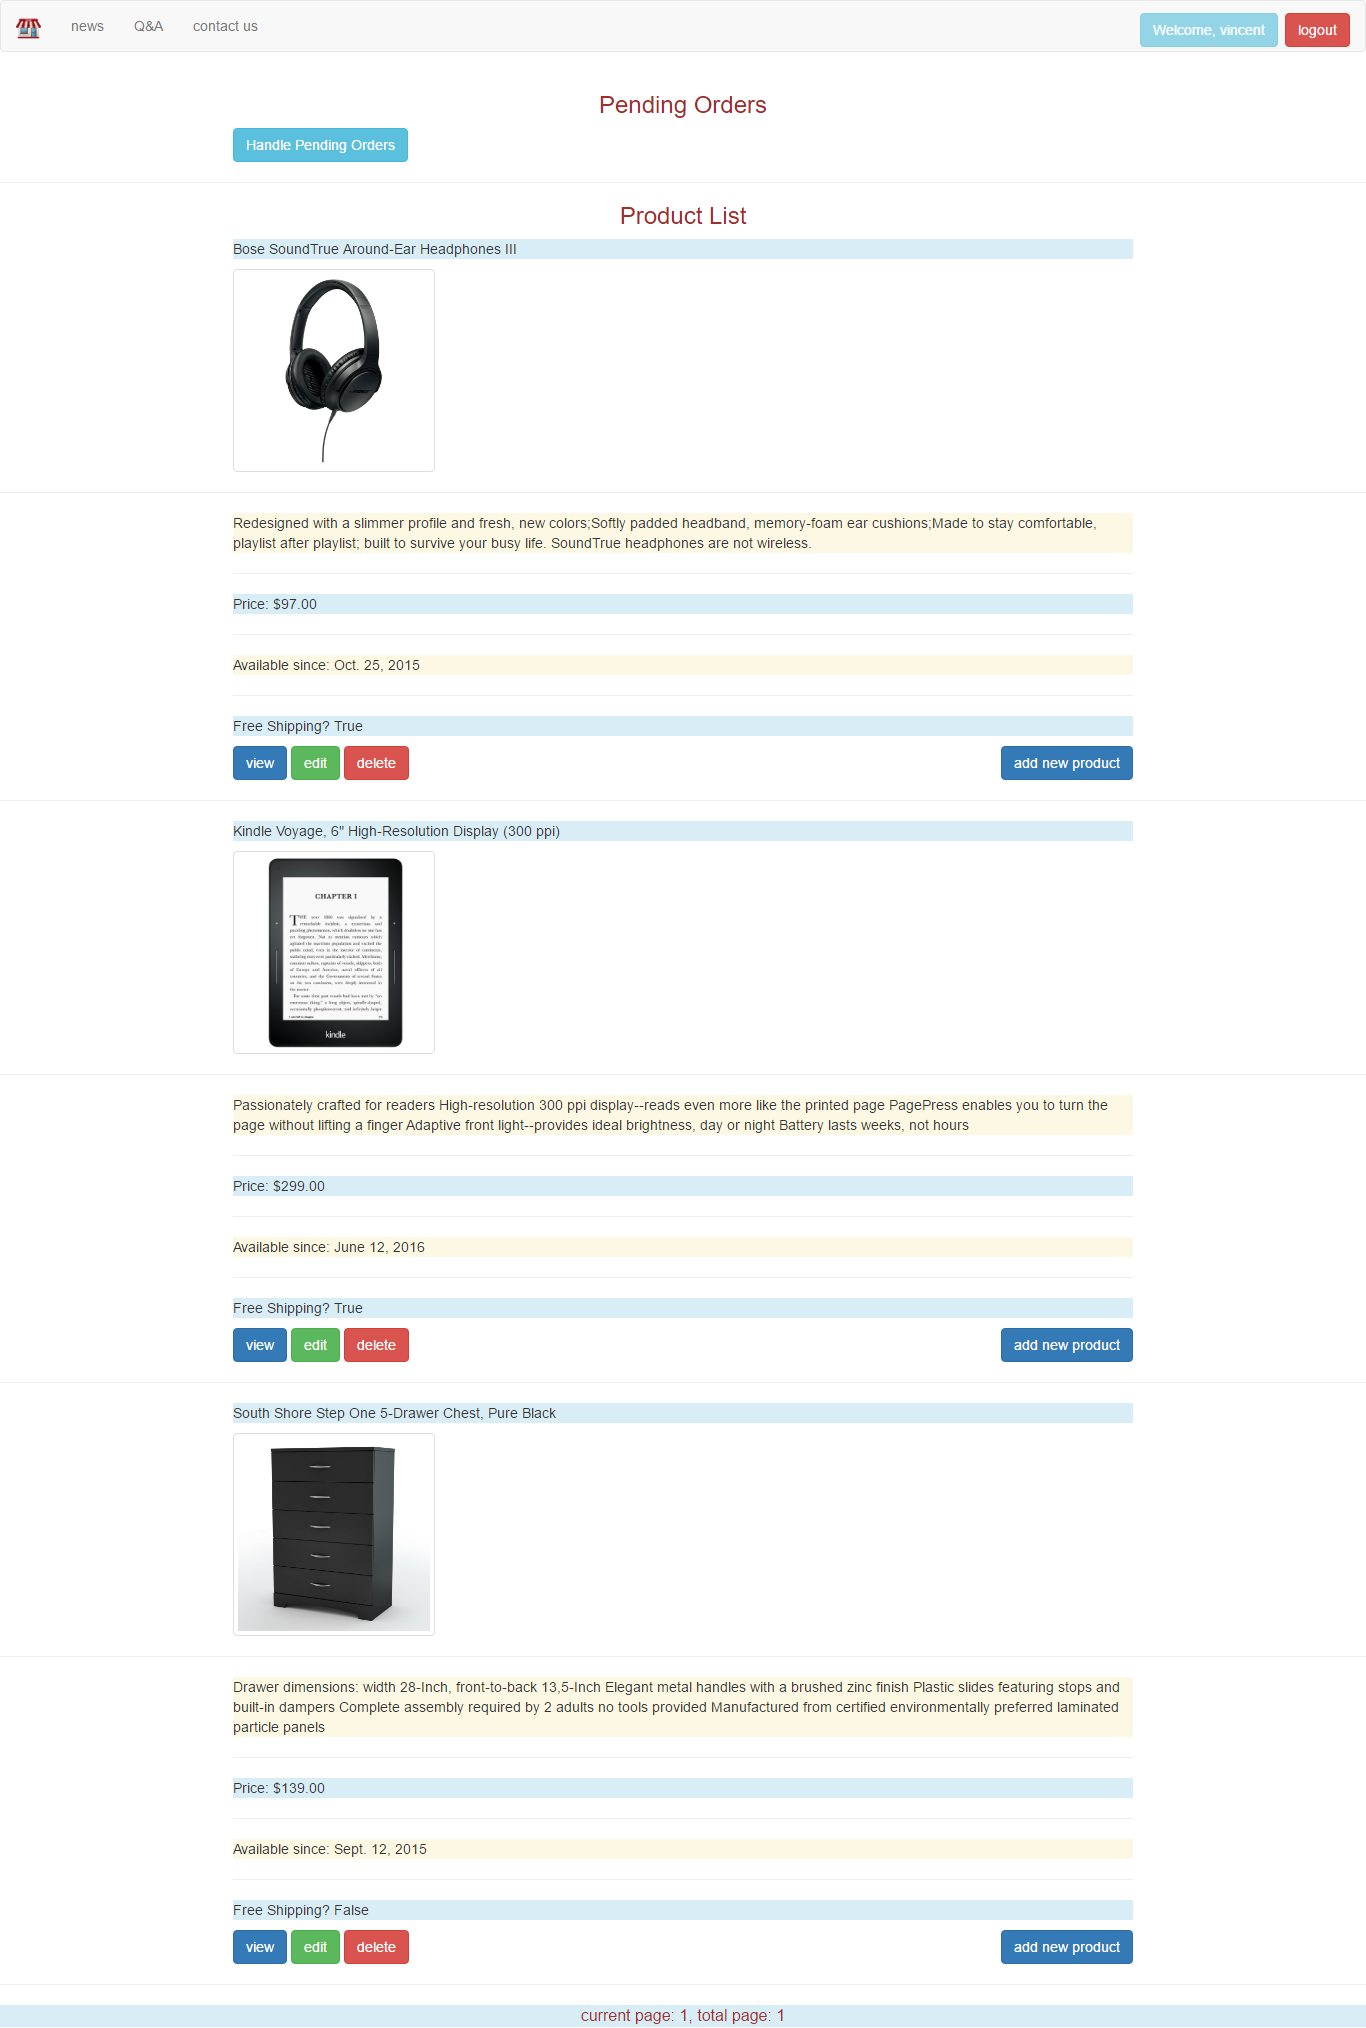 news Q&A contact us Welcome, vincent logout
Pending Orders
Handle Pending Orders
Product List
Bose SoundTrue Around-Ear Headphones III
Redesigned with a slimmer profile and fresh, new colors;Softly padded headband, memory-foam ear cushions;Made to stay comfortable,
playlist after playlist; built to survive your busy life. SoundTrue headphones are not wireless.
Price: $97.00
Available since: Oct. 25, 2015
Free Shipping? True
view edit delete add new product
Kindle Voyage, 6" High-Resolution Display (300 ppi)
CHAPTER I
kindle
Passionately crafted for readers High-resolution 300 ppi display--reads even more like the printed page PagePress enables you to turn the
page without lifting a finger Adaptive front light--provides ideal brightness, day or night Battery lasts weeks, not hours
Price: $299.00
Available since: June 12, 2016
Free Shipping? True
view edit delete add new product
South Shore Step One 5-Drawer Chest, Pure Black
Drawer dimensions: width 28-Inch, front-to-back 13,5-Inch Elegant metal handles with a brushed zinc finish Plastic slides featuring stops and
built-in dampers Complete assembly required by 2 adults no tools provided Manufactured from certified environmentally preferred laminated
particle panels
Price: $139.00
Available since: Sept. 12, 2015
Free Shipping? False
view edit delete add new product
current page: 1, total page: 1